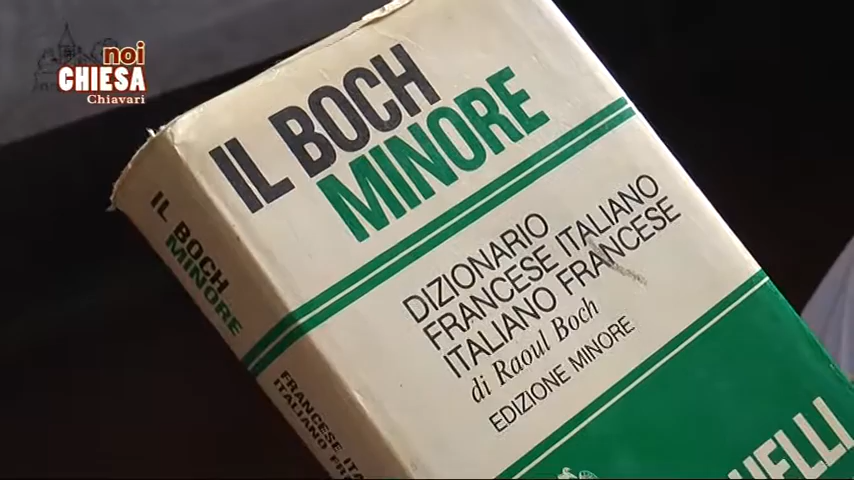 noi
CHIESA
Chiavari
IL BOCH
MINORE
DIZIONARIO
FRANCESE ITALIANO
ITALIANO FRANCESE
di Raoul Boch
EDIZIONE MINORE
IL BOCH
MINORE